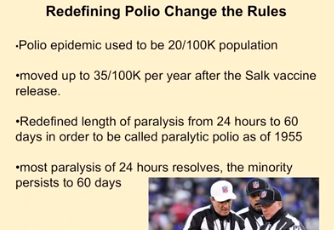 Redefining Polio Change the Rules
•Polio epidemic used to be 20/100K population
•moved up to 35/100K per year after the Salk vaccine
release.
•Redefined length of paralysis from 24 hours to 60
days in order to be called paralytic polio as of 1955
•most paralysis of 24 hours resolves, the minority
persists to 60 days